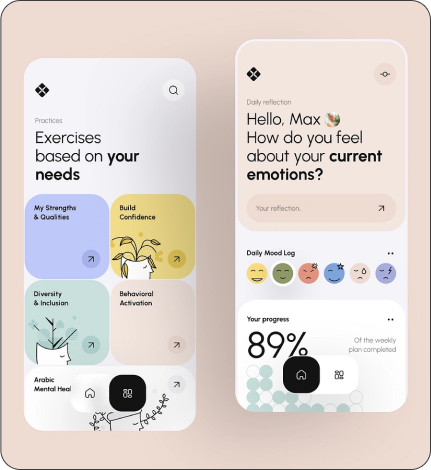 Practices
Exercises
based on your
needs
My Strengths
& Qualities
Build
Confidence
Diversity
& Inclusion
Behavioral
Activation
Arabic
Mental Heal
Daily reflection
Hello, Max
How do you feel
about your current
emotions?
Your reflection.
Daily Mood Log
Your progress
89%
Of the weekly
plan completed